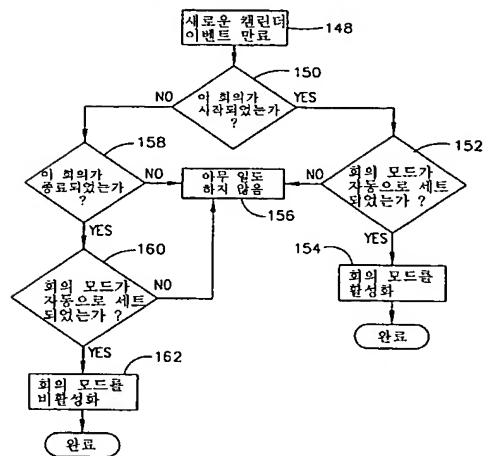 새로운 캘린더
이벤트 만료
148
150
이 회의가
시작되었는가
?
NO
YES
158
이 회의가
종료되었는가
?
NO
YES
아무 일도
하지 않음
156
152
회의 모드가
자동으로 세트
되었는가 ?
NO
YES
160
회의 모드가
자동으로 세트
되었는가 ?
NO
YES
154
회의 모드를
활성화
완료
162
회의 모드를
비활성화
완료